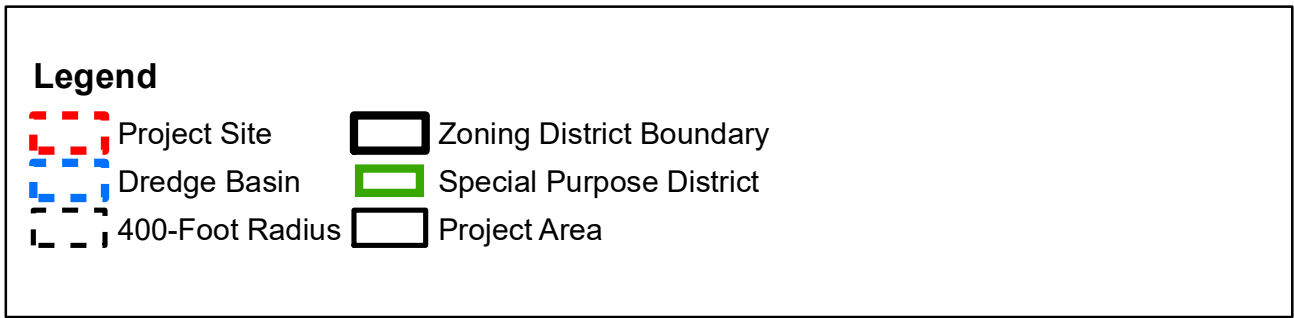 Legend
Project Site
Zoning District Boundary
Dredge Basin
Special Purpose District
400-Foot Radius
Project Area